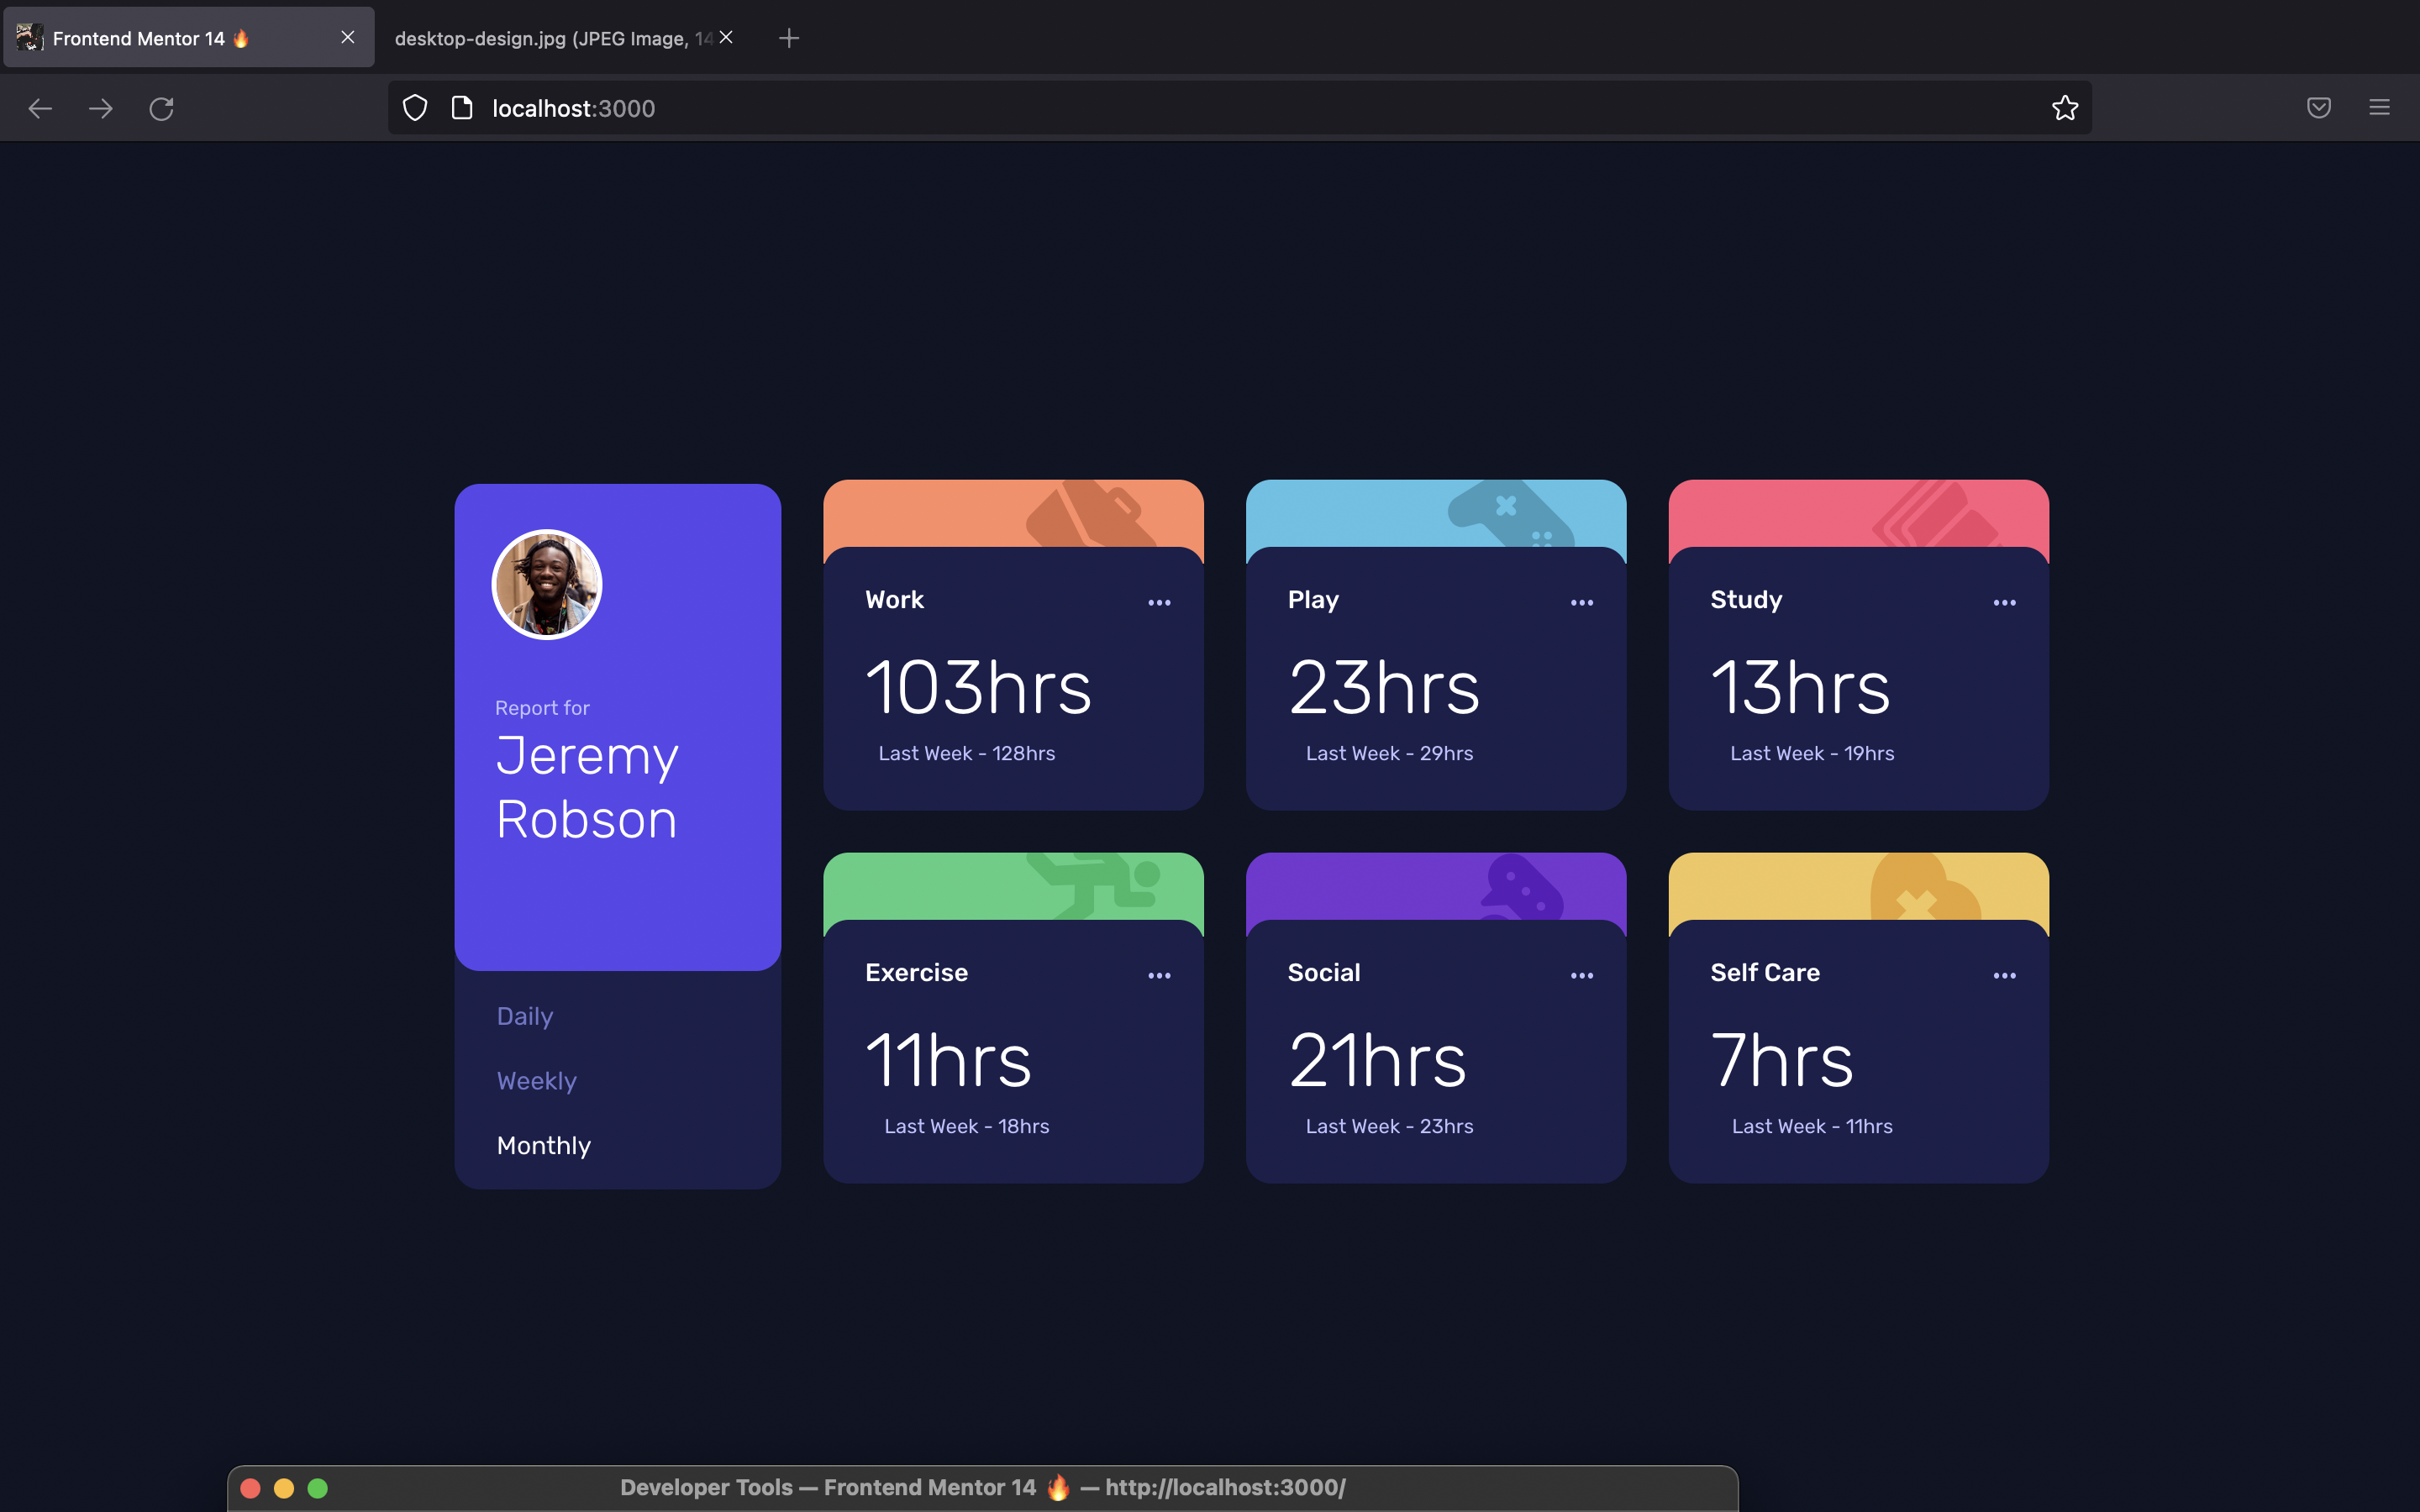 Frontend Mentor 14 🔥
desktop-design.jpg (JPEG Image, 14
localhost:3000
Report for
Jeremy
Robson
Daily
Weekly
Monthly
Work
103hrs
Last Week - 128hrs
Play
23hrs
Last Week - 29hrs
Study
13hrs
Last Week - 19hrs
Exercise
11hrs
Last Week - 18hrs
Social
21hrs
Last Week - 23hrs
Self Care
7hrs
Last Week - 11hrs
Developer Tools — Frontend Mentor 14 🔥 — http://localhost:3000/